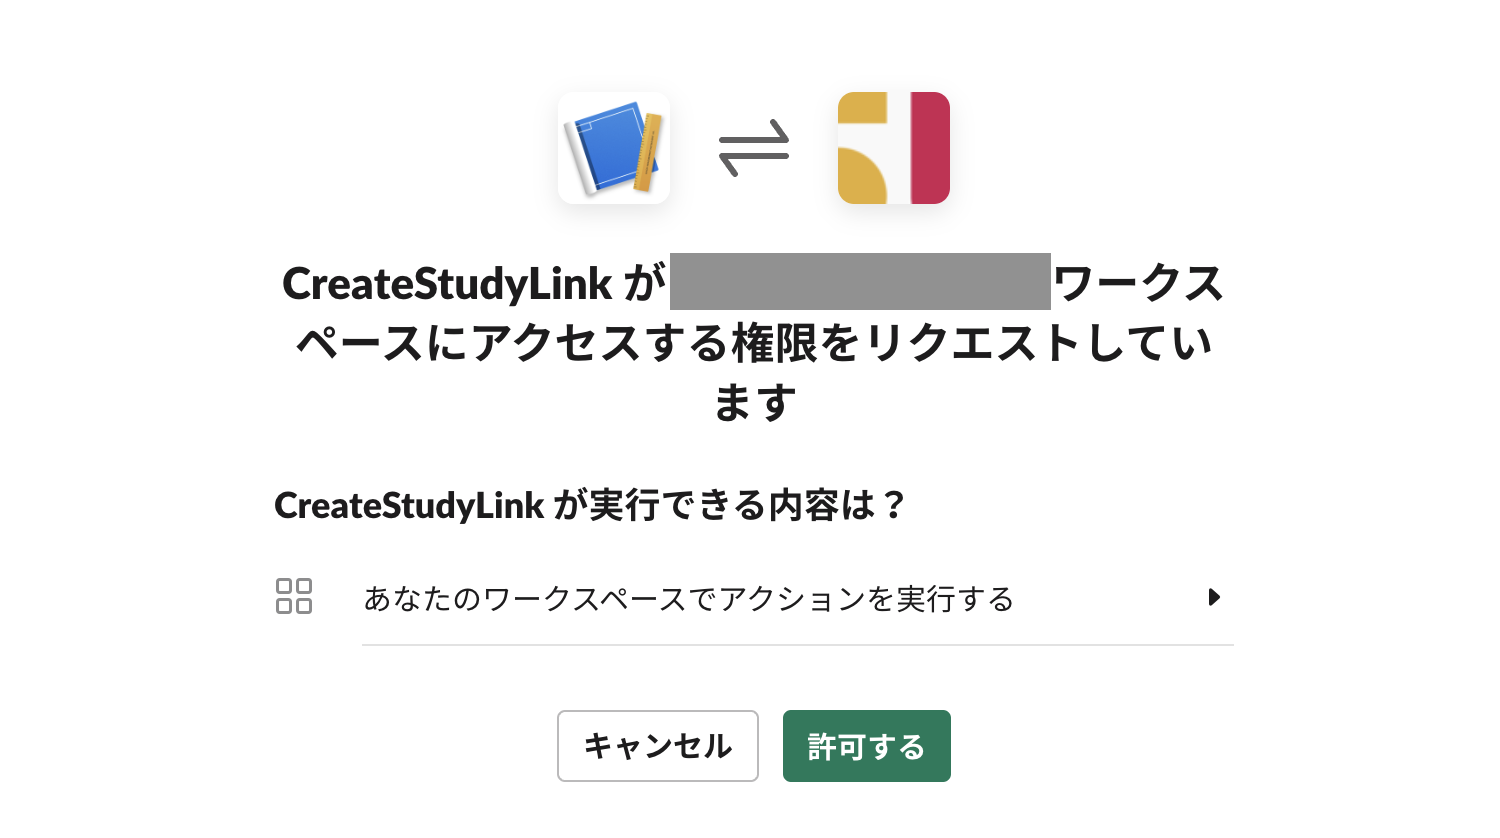 CreateStudyLink が ワークス
ペースにアクセスする権限をリクエストしてい
ます
CreateStudyLink が実行できる内容は？
あなたのワークスペースでアクションを実行する
キャンセル
許可する